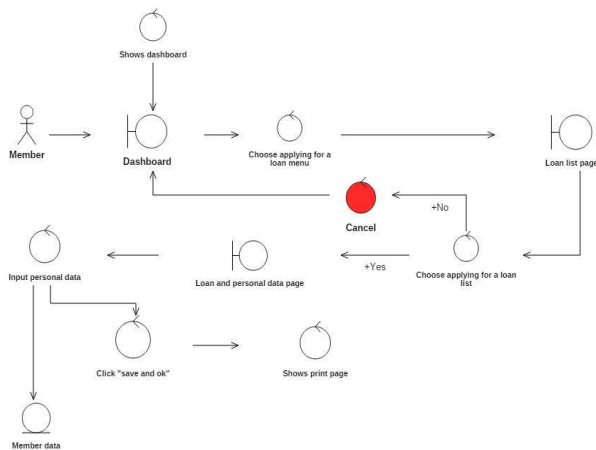 Shows dashboard
Member
Dashboard
Choose applying for a
loan menu
Loan list page
+No
Cancel
+Yes
Choose applying for a loan
list
Loan and personal data page
Input personal data
Click "save and ok"
Shows print page
Member data